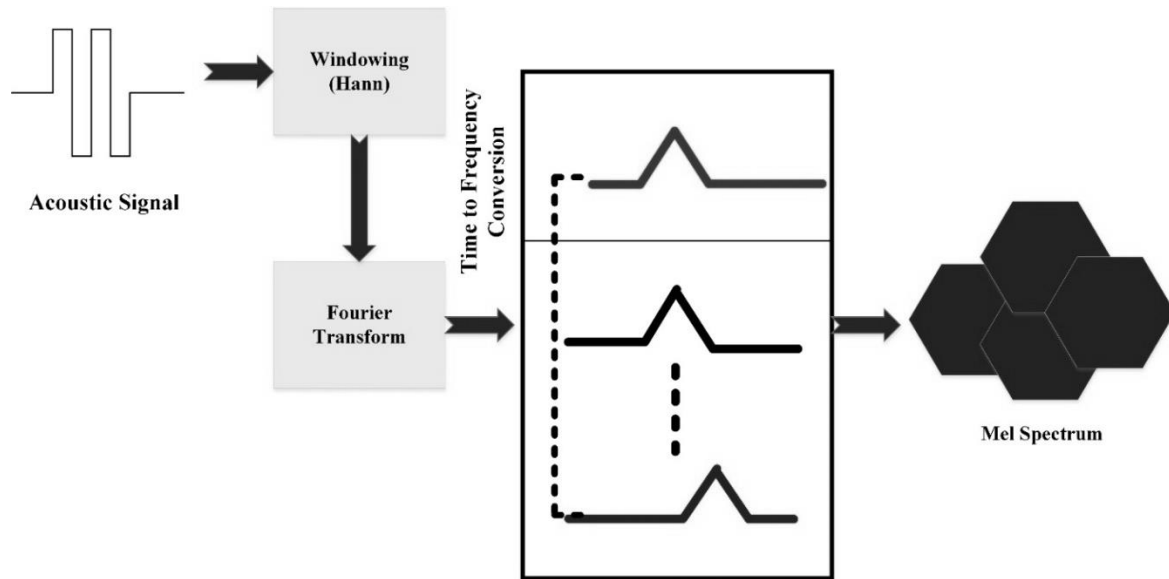 Acoustic Signal
Windowing
(Hann)
Fourier
Transform
Time to Frequency
Conversion
Mel Spectrum